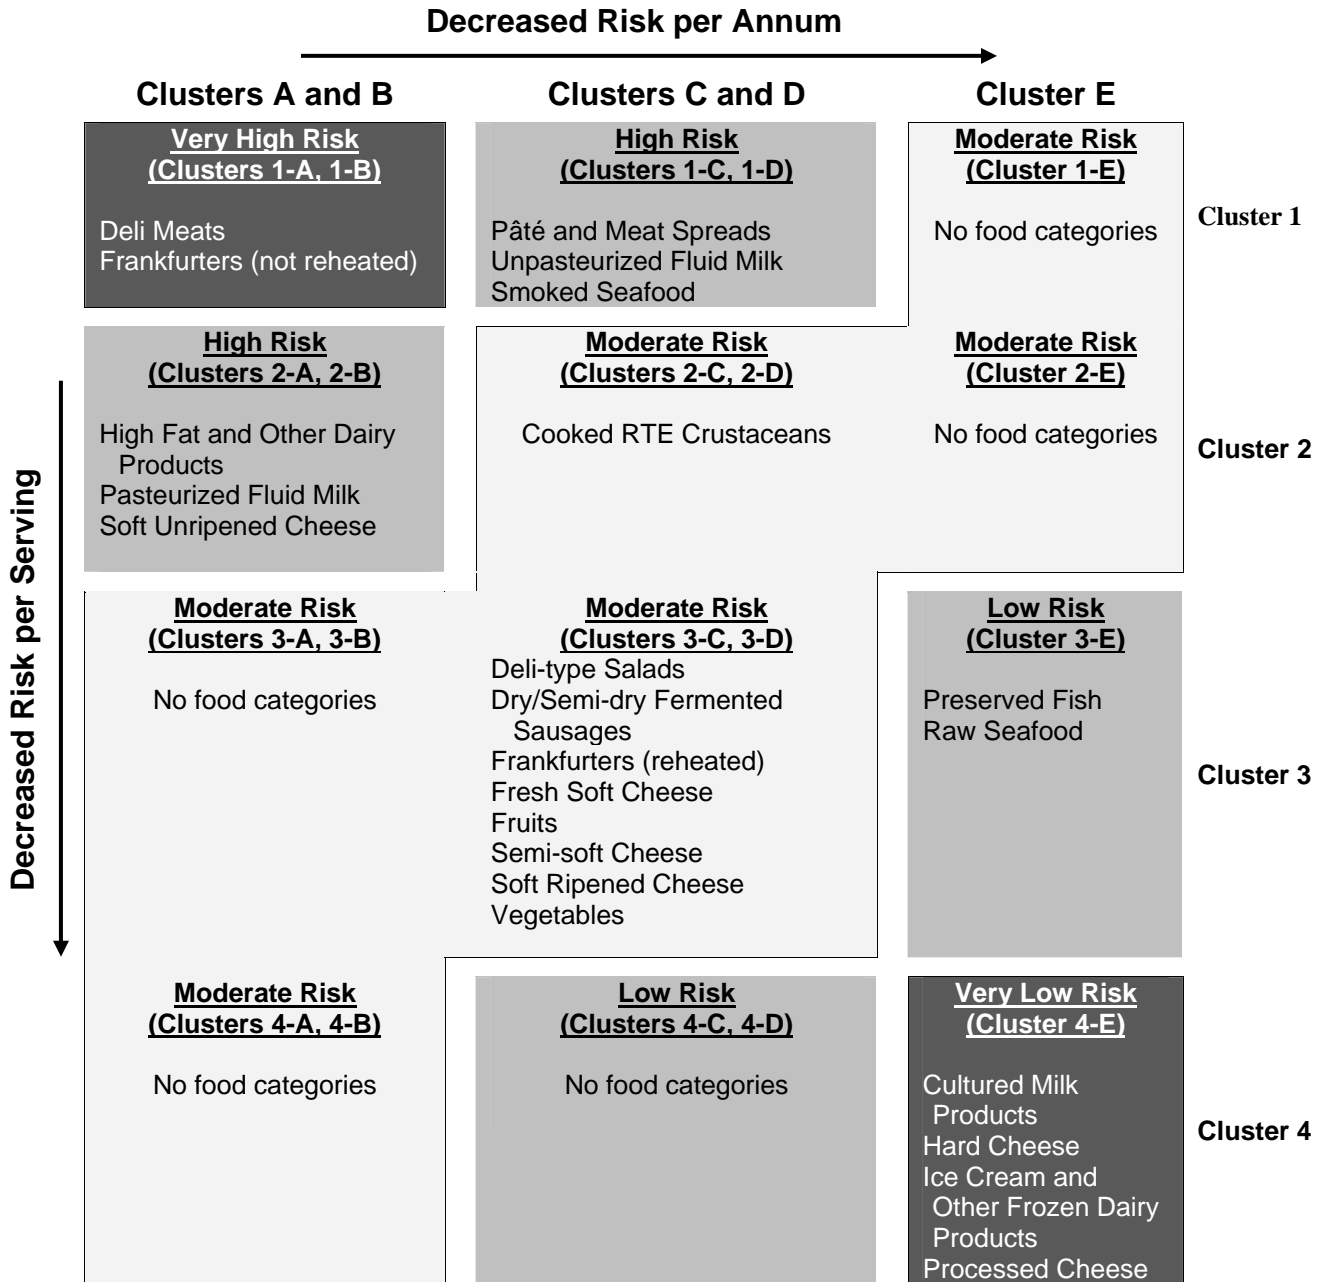 Decreased Risk per Annum
Clusters A and B
Clusters C and D
Cluster E
Very High Risk
(Clusters 1-A, 1-B)
Deli Meats
Frankfurters (not reheated)
High Risk
(Clusters 1-C, 1-D)
Pâté and Meat Spreads
Unpasteurized Fluid Milk
Smoked Seafood
Moderate Risk
(Cluster 1-E)
No food categories
Cluster 1
Decreased Risk per Serving
High Risk
(Clusters 2-A, 2-B)
High Fat and Other Dairy
Products
Pasteurized Fluid Milk
Soft Unripened Cheese
Moderate Risk
(Clusters 2-C, 2-D)
Cooked RTE Crustaceans
Moderate Risk
(Cluster 2-E)
No food categories
Cluster 2
Moderate Risk
(Clusters 3-A, 3-B)
No food categories
Moderate Risk
(Clusters 3-C, 3-D)
Deli-type Salads
Dry/Semi-dry Fermented
Sausages
Frankfurters (reheated)
Fresh Soft Cheese
Fruits
Semi-soft Cheese
Soft Ripened Cheese
Vegetables
Low Risk
(Cluster 3-E)
Preserved Fish
Raw Seafood
Cluster 3
Moderate Risk
(Clusters 4-A, 4-B)
No food categories
Low Risk
(Clusters 4-C, 4-D)
No food categories
Very Low Risk
(Cluster 4-E)
Cultured Milk
Products
Hard Cheese
Ice Cream and
Other Frozen Dairy
Products
Processed Cheese
Cluster 4